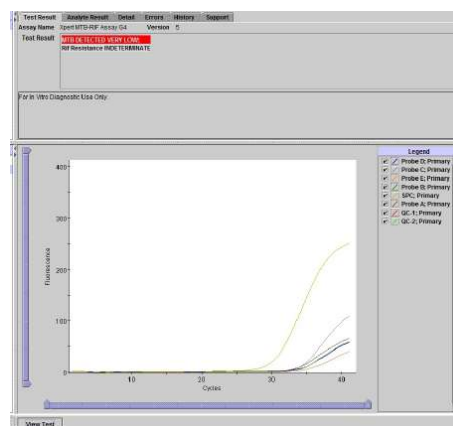 Test Result Analyte Result Detail Errors History Support
Assay Name Xpert MTB-RIF Assay G4 Version 5
Test Result MTB DETECTED VERY LOW;
Rif Resistance INDETERMINATE
For In Vitro Diagnostic Use Only.
Legend
Probe D; Primary
Probe C; Primary
Probe E; Primary
Probe B; Primary
SPC; Primary
Probe A; Primary
QC-1; Primary
QC-2; Primary
400
300
200
100
0
Fluorescence
10 20 30 40
Cycles
View Test